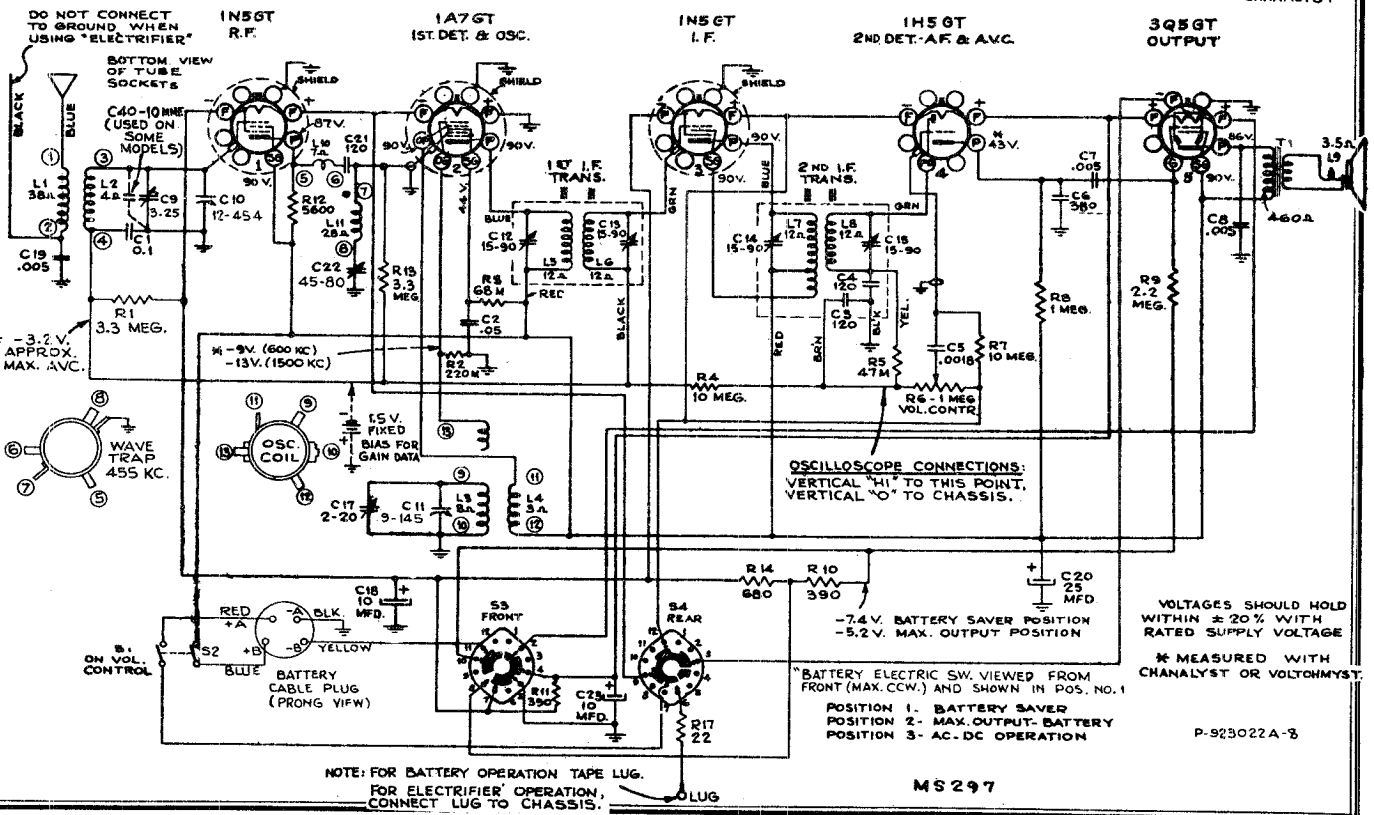 DO NOT CONNECT
TO GROUND WHEN
USING "ELECTRIFIER"
1N5GT
R.F.
1A7GT
1ST. DET. & OSC.
1N5GT
I.F.
1H5GT
2ND. DET.-AF. & A.V.C.
3Q5GT
OUTPUT
BOTTOM VIEW
OF TUBE
SOCKETS
SHIELD
SHIELD
SHIELD
BLACK
BLUE
C40-10 MMF
(USED ON
SOME
MODELS)
87V.
90V.
C21
120
90V.
90V.
46V.
90V.
90V.
43V.
86V.
90V.
L1
38Ω
L2
4Ω
C9
3.25
C1
0.1
C10
12-454
C19
.005
R12
5600
L11
28Ω
C22
45-80
R13
3.3
MEG.
1ST I.F.
TRANS.
BLUE
C12
15-90
L5
12Ω
L6
12Ω
C13
15-90
GRN
RED
BLACK
R3
68M
C2
.05
R2
220M
2ND I.F.
TRANS.
BLUE
C14
15-90
L7
12Ω
L8
12Ω
C15
15-90
GRN
C4
120
C3
120
BLK
YEL.
BRN
RED
C7
.005
C6
C8
.005
T1
460Ω
3.5Ω
L9
R1
3.3 MEG.
-3.2V.
APPROX.
MAX. AVC.
-9V. (600 KC)
-13V. (1500 KC)
R4
10 MEG.
R5
47M
C5
.0018
R7
10 MEG.
R6-1 MEG
VOL. CONTR.
R8
1 MEG.
R9
2.2
MEG.
WAVE
TRAP
455 KC.
OSC.
COIL
1.5 V.
FIXED
BIAS FOR
GAIN DATA
OSCILLOSCOPE CONNECTIONS:
VERTICAL "HI" TO THIS POINT,
VERTICAL "O" TO CHASSIS.
C17
2-20
C11
9-145
L3
8Ω
L4
3Ω
R14
680
R10
390
C20
25
MFD.
-7.4 V. BATTERY SAVER POSITION
-5.2 V. MAX. OUTPUT POSITION
VOLTAGES SHOULD HOLD
WITHIN ± 20% WITH
RATED SUPPLY VOLTAGE
* MEASURED WITH
CHANALYST OR VOLTOHMYST.
C18
10
MFD.
S3
FRONT
S4
REAR
S1
ON VOL.
CONTROL
S2
RED
+A
-A
BLK.
+B
-B
BLUE
YELLOW
BATTERY
CABLE PLUG
(PRONG VIEW)
R11
390
C23
10
MFD.
R17
22
"BATTERY ELECTRIC SW. VIEWED FROM
FRONT (MAX. CCW.) AND SHOWN IN POS. NO. 1
POSITION 1. BATTERY SAVER
POSITION 2- MAX. OUTPUT- BATTERY
POSITION 3- AC-DC OPERATION
P-923022A-8
NOTE: FOR BATTERY OPERATION TAPE LUG.
FOR ELECTRIFIER OPERATION,
CONNECT LUG TO CHASSIS.
LUG
MS297